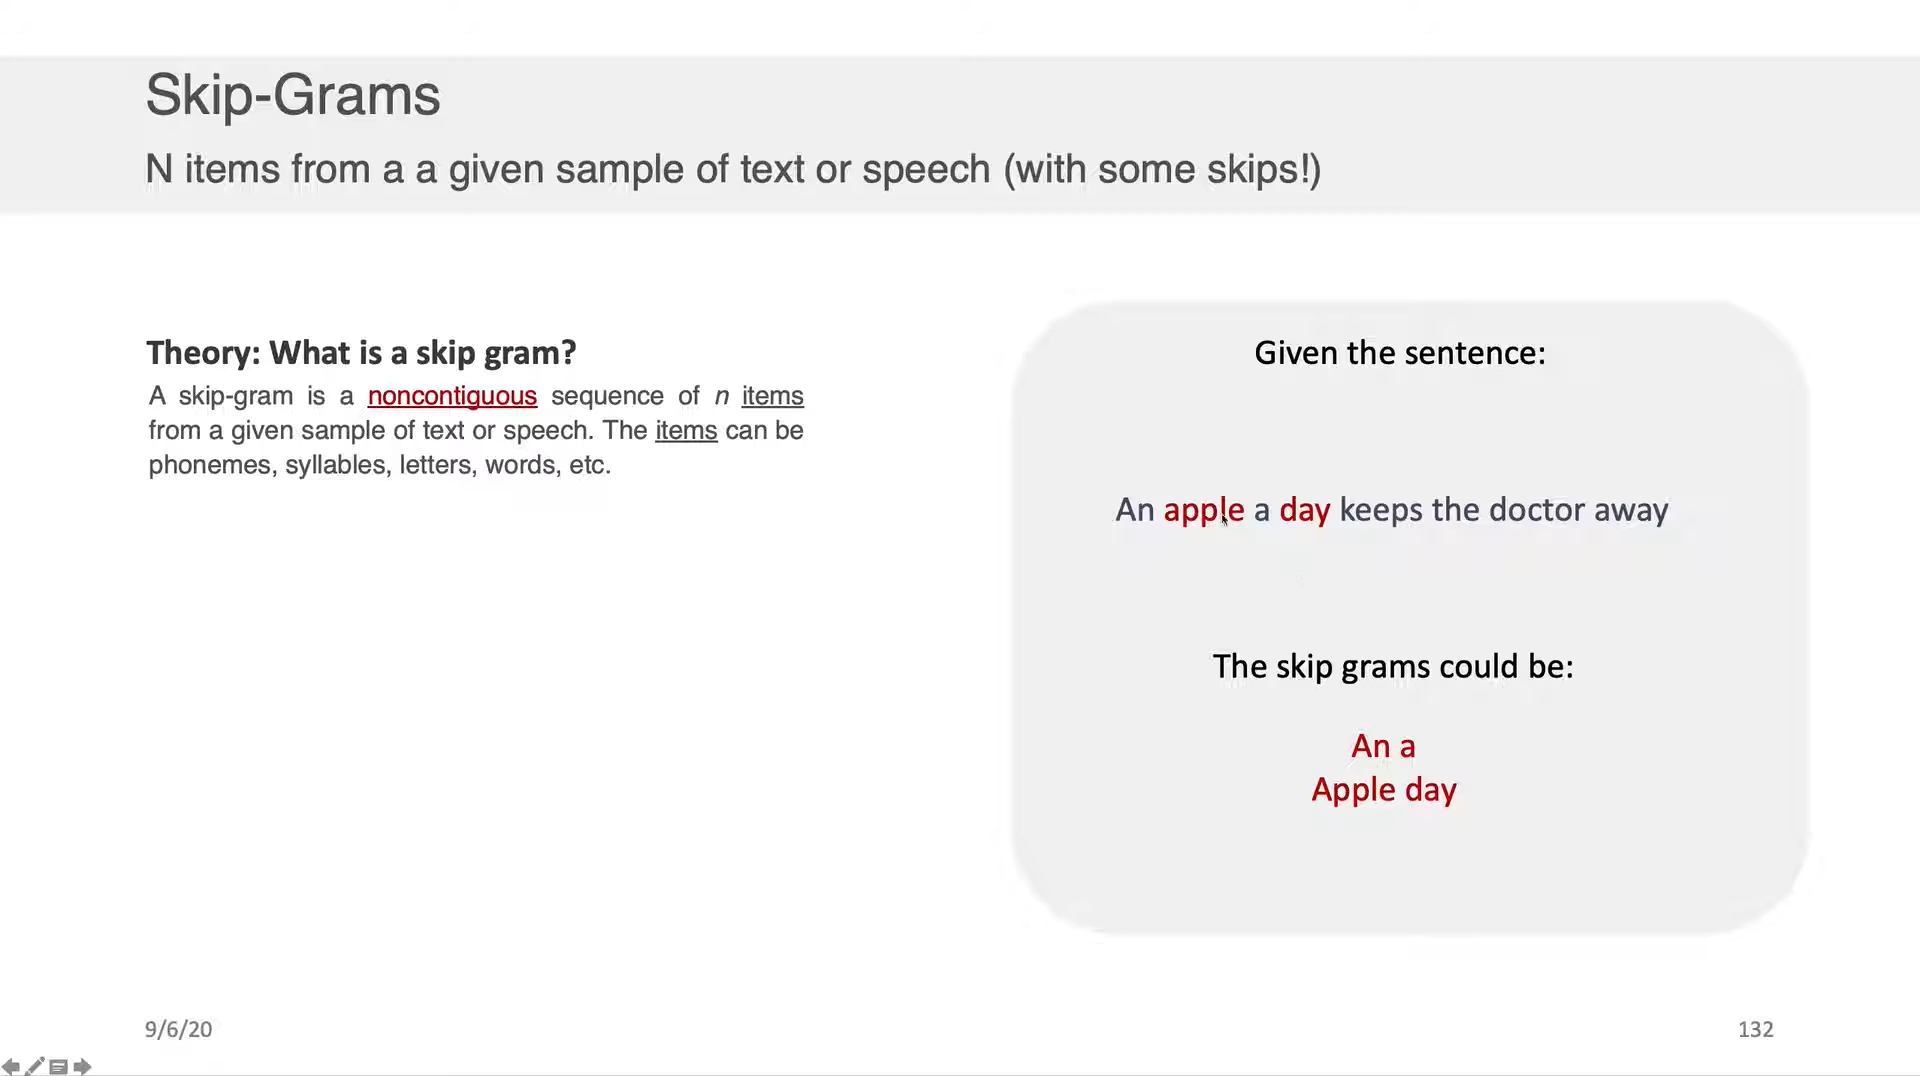 Skip-Grams
N items from a a given sample of text or speech (with some skips!)
Theory: What is a skip gram?
A skip-gram is a noncontiguous sequence of n items
from a given sample of text or speech. The items can be
phonemes, syllables, letters, words, etc.
Given the sentence:
An apple a day keeps the doctor away
The skip grams could be:
An a
Apple day
9/6/20
132